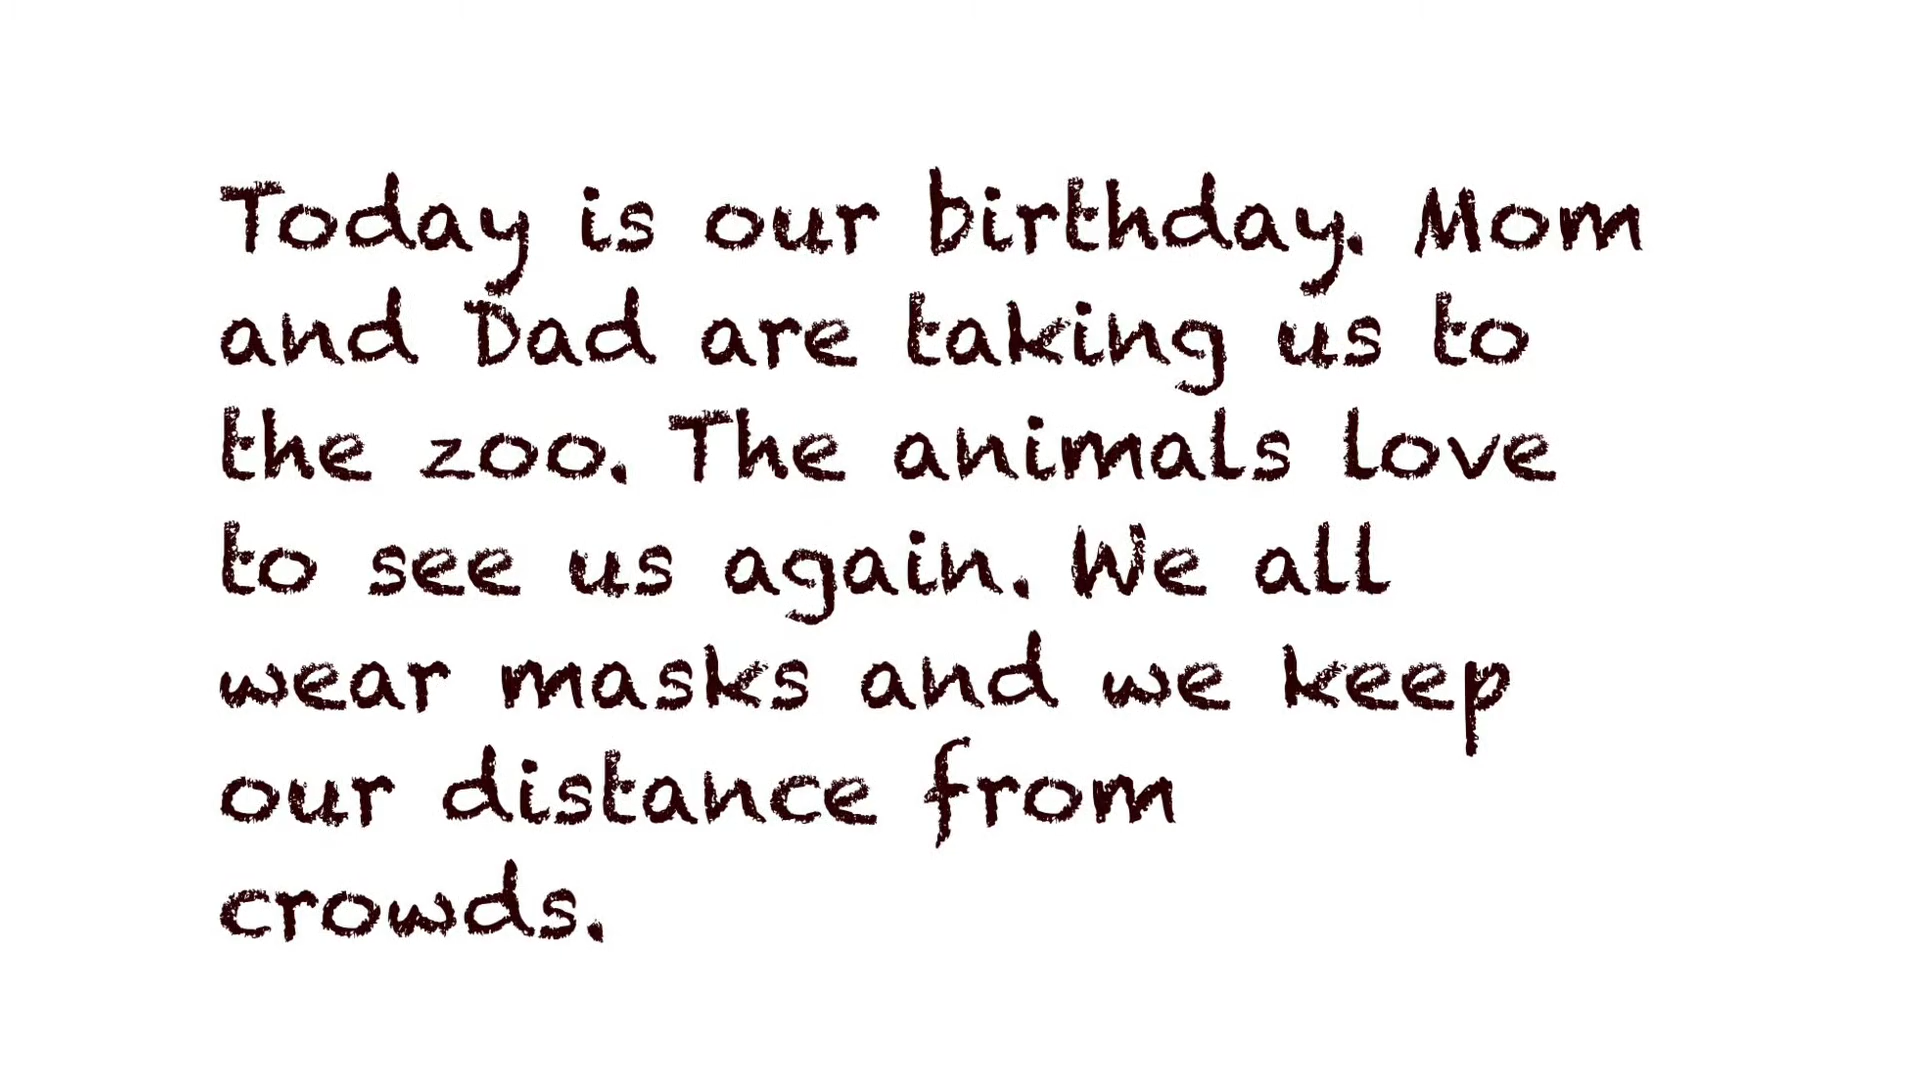 Today is our birthday. Mom
and Dad are taking us to
the zoo. The animals love
to see us again. We all
wear masks and we keep
our distance from
crowds.